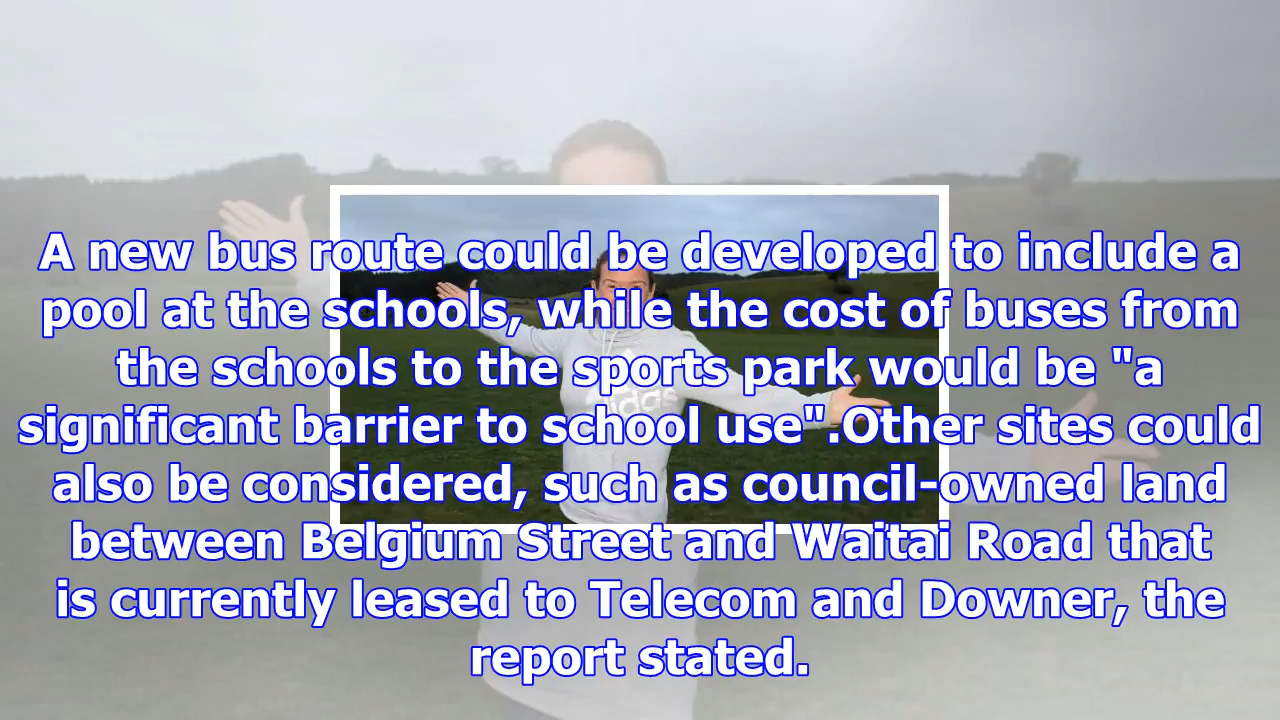 A new bus route could be developed to include a
pool at the schools, while the cost of buses from
the schools to the sports park would be "a
significant barrier to school use".Other sites could
also be considered, such as council-owned land
between Belgium Street and Waitai Road that
is currently leased to Telecom and Downer, the
report stated.
adidas